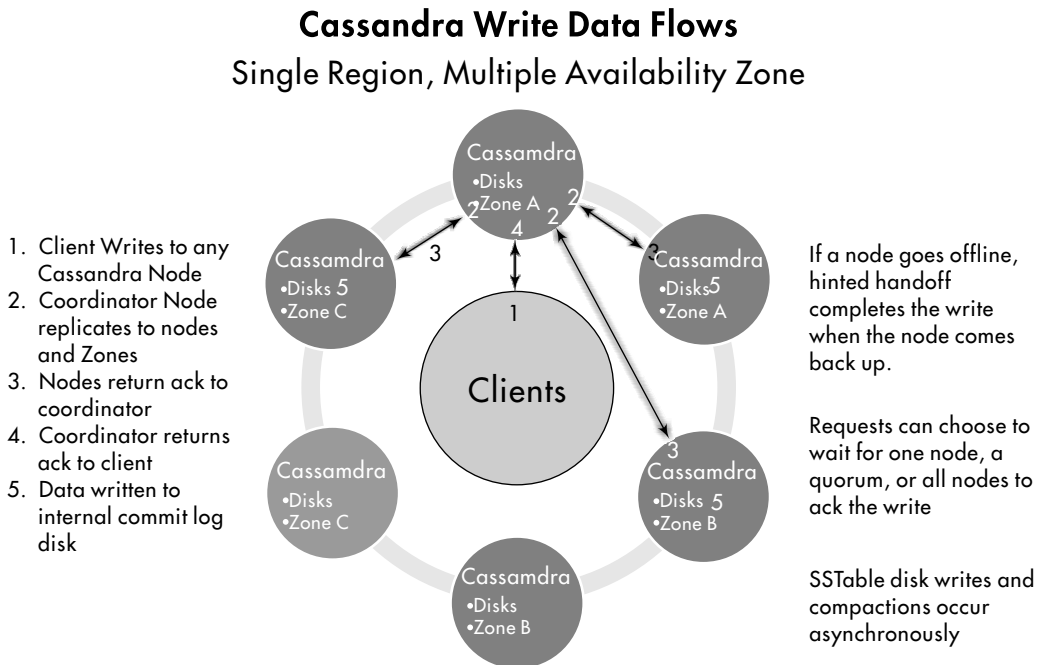 Cassandra Write Data Flows
Single Region, Multiple Availability Zone
1. Client Writes to any
Cassandra Node
2. Coordinator Node
replicates to nodes
and Zones
3. Nodes return ack to
coordinator
4. Coordinator returns
ack to client
5. Data written to
internal commit log
disk
Cassamdra
•Disks
•Zone A
2
2
2
4
3
Cassamdra
•Disks 5
•Zone C
3
Cassamdra
•Disks5
•Zone A
1
Clients
Cassamdra
•Disks
•Zone C
3
Cassamdra
•Disks 5
•Zone B
Cassamdra
•Disks
•Zone B
If a node goes offline,
hinted handoff
completes the write
when the node comes
back up.
Requests can choose to
wait for one node, a
quorum, or all nodes to
ack the write
SSTable disk writes and
compactions occur
asynchronously